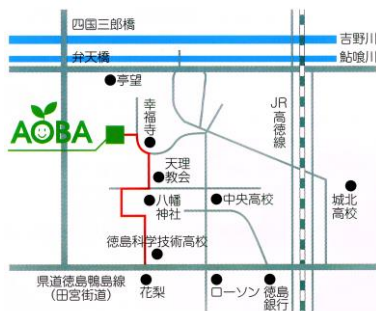 四国三郎橋
吉野川
弁天橋
鮎喰川
亭望
幸福寺
JR高徳線
AOBA
天理
教会
八幡
神社
中央高校
城北
高校
徳島科学技術高校
県道徳島鴨島線
(田宮街道)
花梨
ローソン
徳島
銀行